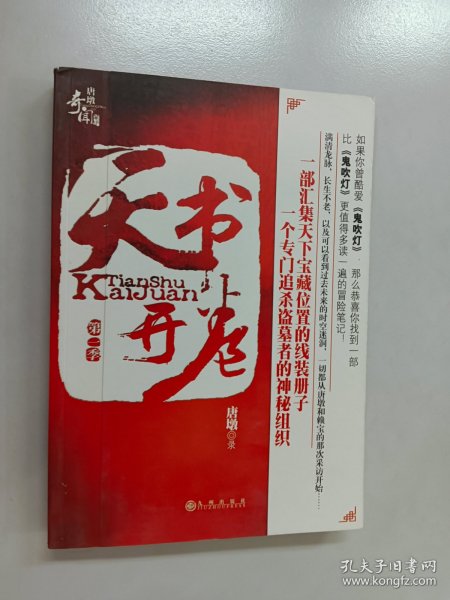 唐墩
奇闻录
天书
TianShu
KaiJuan
开卷
第一季
唐墩◎录
如果你曾酷爱《鬼吹灯》，那么恭喜你找到一部
比《鬼吹灯》更值得多读一遍的冒险笔记！
满清龙脉，长生不老，以及可以看到过去未来的时空迷洞，一切都从唐墩和赖宝的那次采访开始……
一部汇集天下宝藏位置的线装册子
一个专门追杀盗墓者的神秘组织
九州出版社
JIUZHOUPRESS
孔夫子旧书网
www.kongfz.com